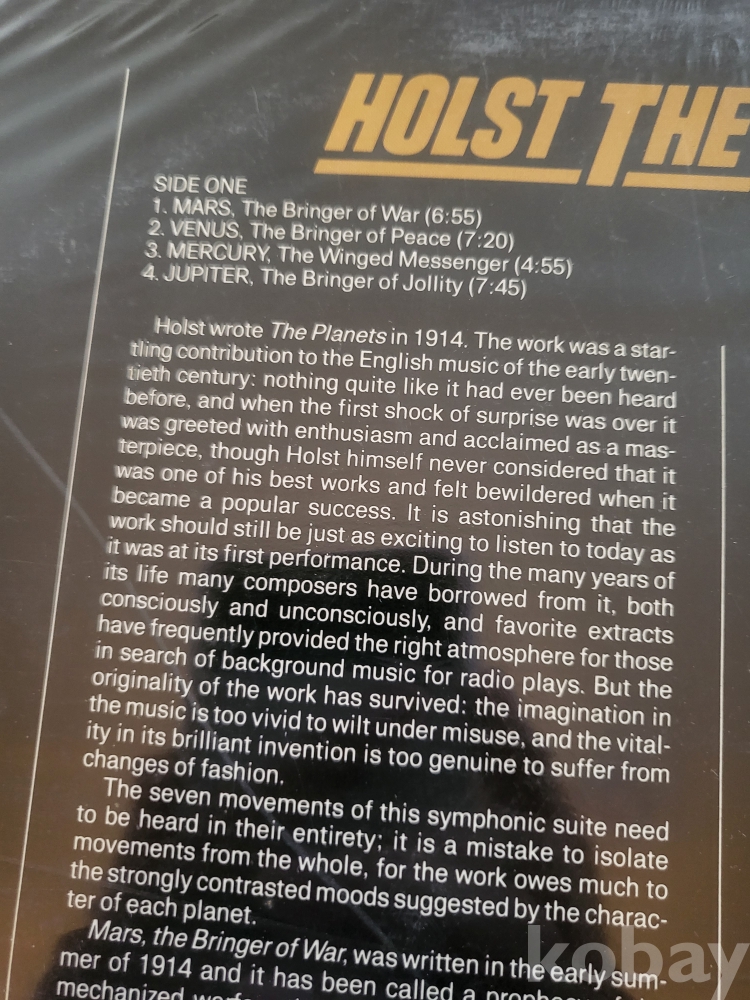 HOLST THE
SIDE ONE
1. MARS, The Bringer of War (6:55)
2. VENUS, The Bringer of Peace (7:20)
3. MERCURY, The Winged Messenger (4:55)
4. JUPITER, The Bringer of Jollity (7:45)
Holst wrote The Planets in 1914. The work was a star-
tling contribution to the English music of the early twen-
tieth century: nothing quite like it had ever been heard
before, and when the first shock of surprise was over it
was greeted with enthusiasm and acclaimed as a mas-
terpiece, though Holst himself never considered that it
was one of his best works and felt bewildered when it
became a popular success. It is astonishing that the
work should still be just as exciting to listen to today as
it was at its first performance. During the many years of
its life many composers have borrowed from it, both
consciously and unconsciously, and favorite extracts
have frequently provided the right atmosphere for those
in search of background music for radio plays. But the
originality of the work has survived: the imagination in
the music is too vivid to wilt under misuse, and the vital-
ity in its brilliant invention is too genuine to suffer from
changes of fashion.
The seven movements of this symphonic suite need
to be heard in their entirety; it is a mistake to isolate
movements from the whole, for the work owes much to
the strongly contrasted moods suggested by the charac-
ter of each planet.
Mars, the Bringer of War, was written in the early sum-
mer of 1914 and it has been called a
mechanized
kobay